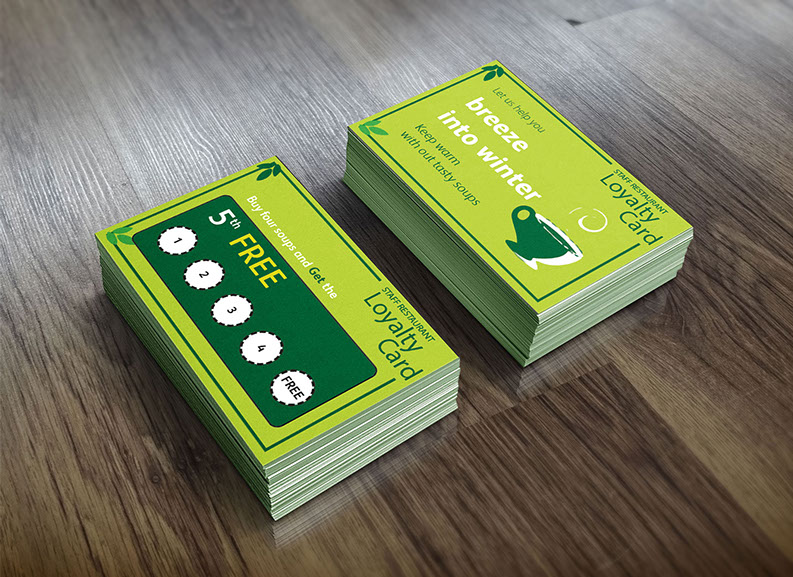 Buy four soups and Get the
5th FREE
1
2
3
4
FREE
STAFF RESTAURANT
Loyalty
Card
Let us help you
breeze
into winter
Keep warm
with out tasty soups
STAFF RESTAURANT
Loyalty
Card